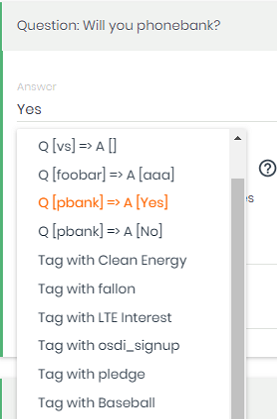 Question: Will you phonebank?
Answer
Yes
Q [vs] => A []
Q [foobar] => A [aaa]
Q [pbank] => A [Yes]
Q [pbank] => A [No]
Tag with Clean Energy
Tag with fallon
Tag with LTE Interest
Tag with osdi_signup
Tag with pledge
Tag with Baseball